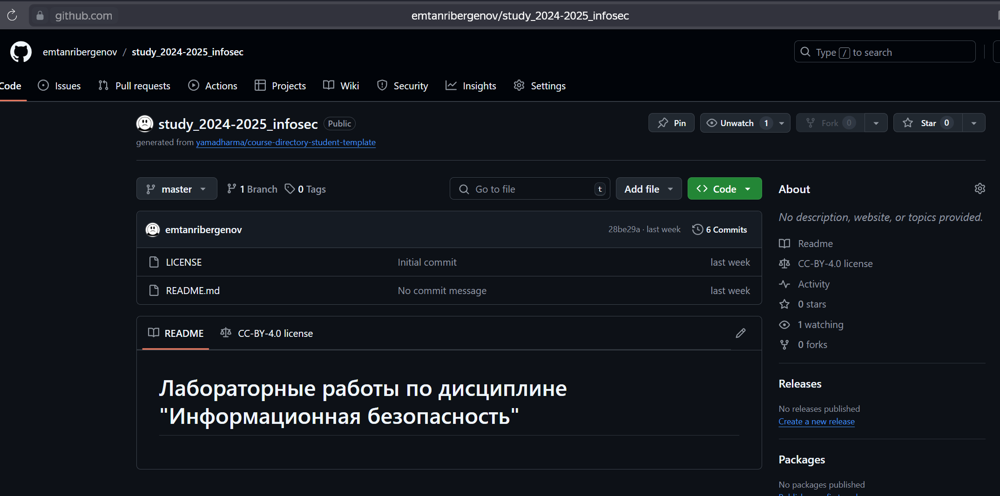 github.com emtanribergenov/study_2024-2025_infosec
emtanribergenov / study_2024-2025_infosec
Type / to search
Code Issues Pull requests Actions Projects Wiki Security Insights Settings
study_2024-2025_infosec Public
Pin Unwatch 1 Fork 0 Star 0
generated from yamadharma/course-directory-student-template
master 1 Branch 0 Tags
Go to file t Add file Code
emtanribergenov 28be29a · last week 6 Commits
LICENSE Initial commit last week
README.md No commit message last week
README CC-BY-4.0 license
Лабораторные работы по дисциплине
"Информационная безопасность"
About
No description, website, or topics provided.
Readme
CC-BY-4.0 license
Activity
0 stars
1 watching
0 forks
Releases
No releases published
Create a new release
Packages
No packages published